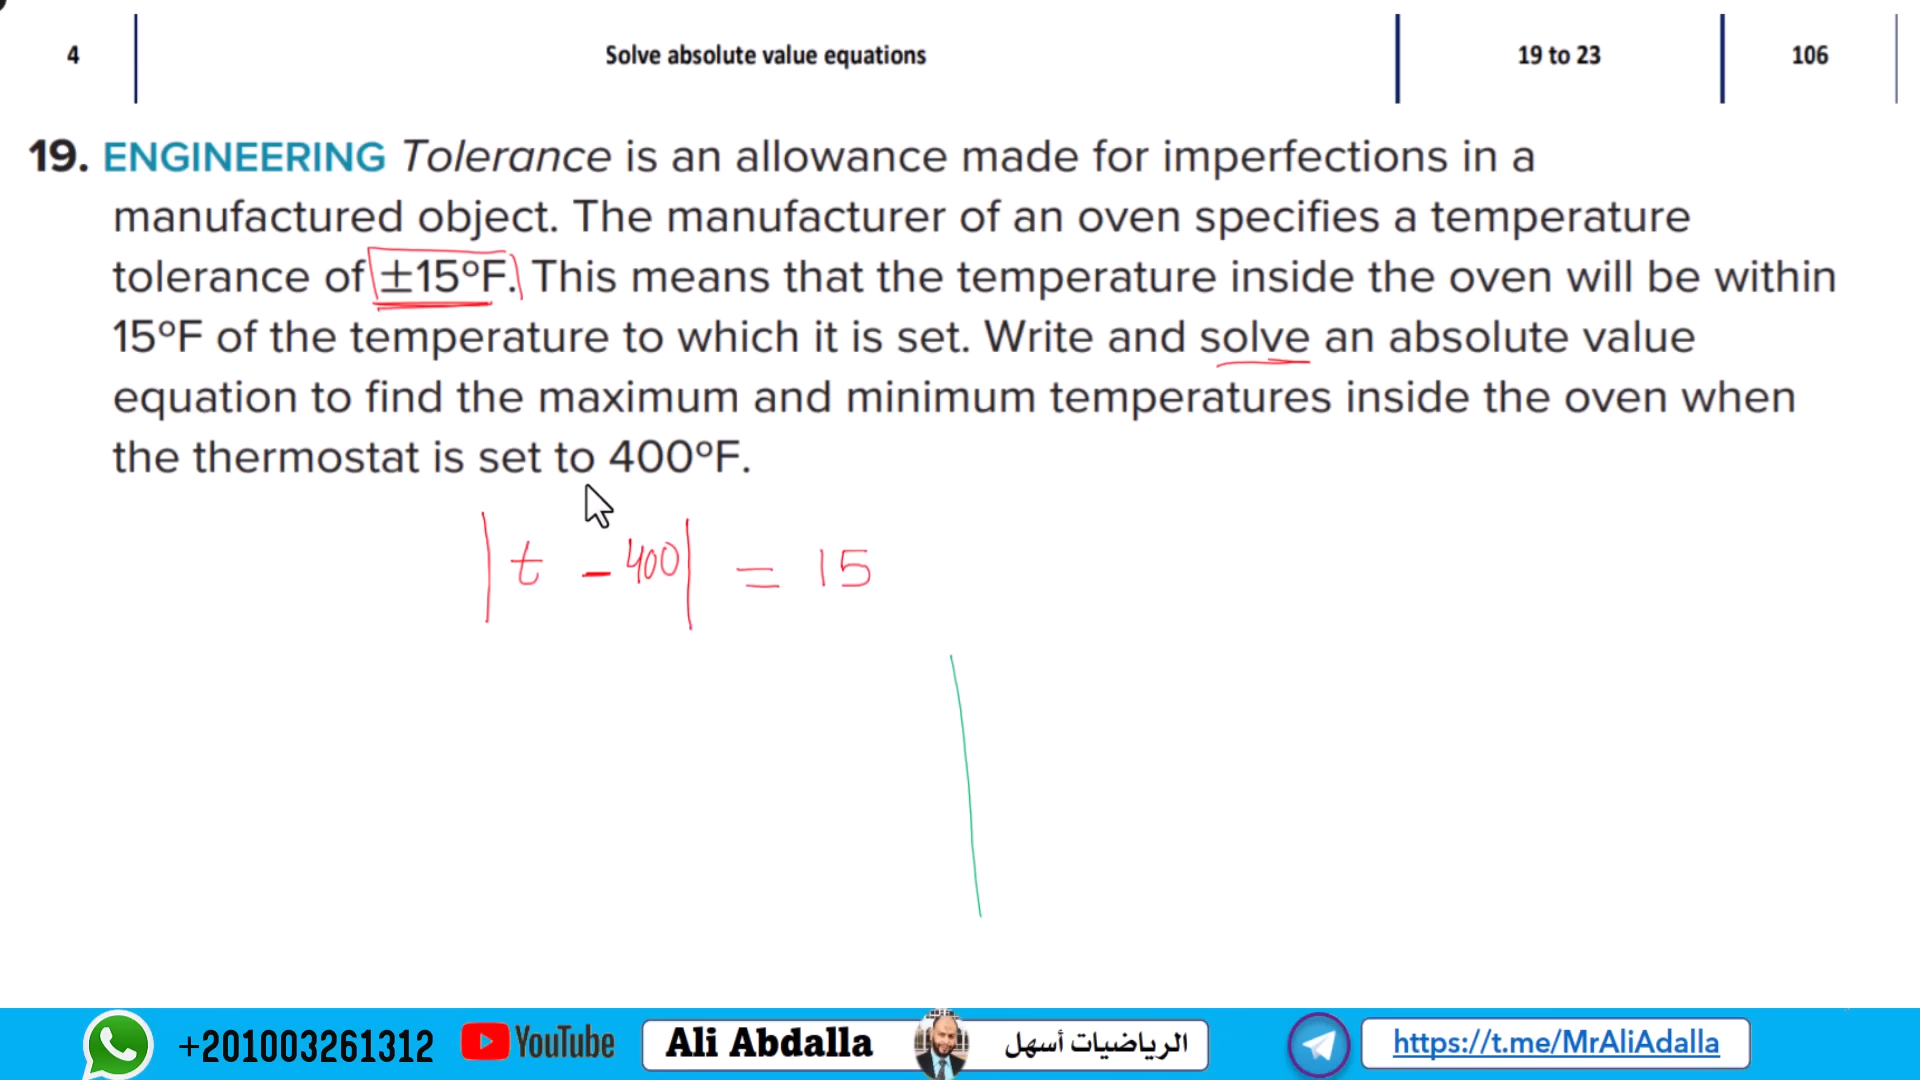 4 Solve absolute value equations 19 to 23 106
19. ENGINEERING Tolerance is an allowance made for imperfections in a
manufactured object. The manufacturer of an oven specifies a temperature
tolerance of ±15°F. This means that the temperature inside the oven will be within
15°F of the temperature to which it is set. Write and solve an absolute value
equation to find the maximum and minimum temperatures inside the oven when
the thermostat is set to 400°F.
|t - 400| = 15
+201003261312 YouTube Ali Abdalla الرياضيات أسهل https://t.me/MrAliAdalla